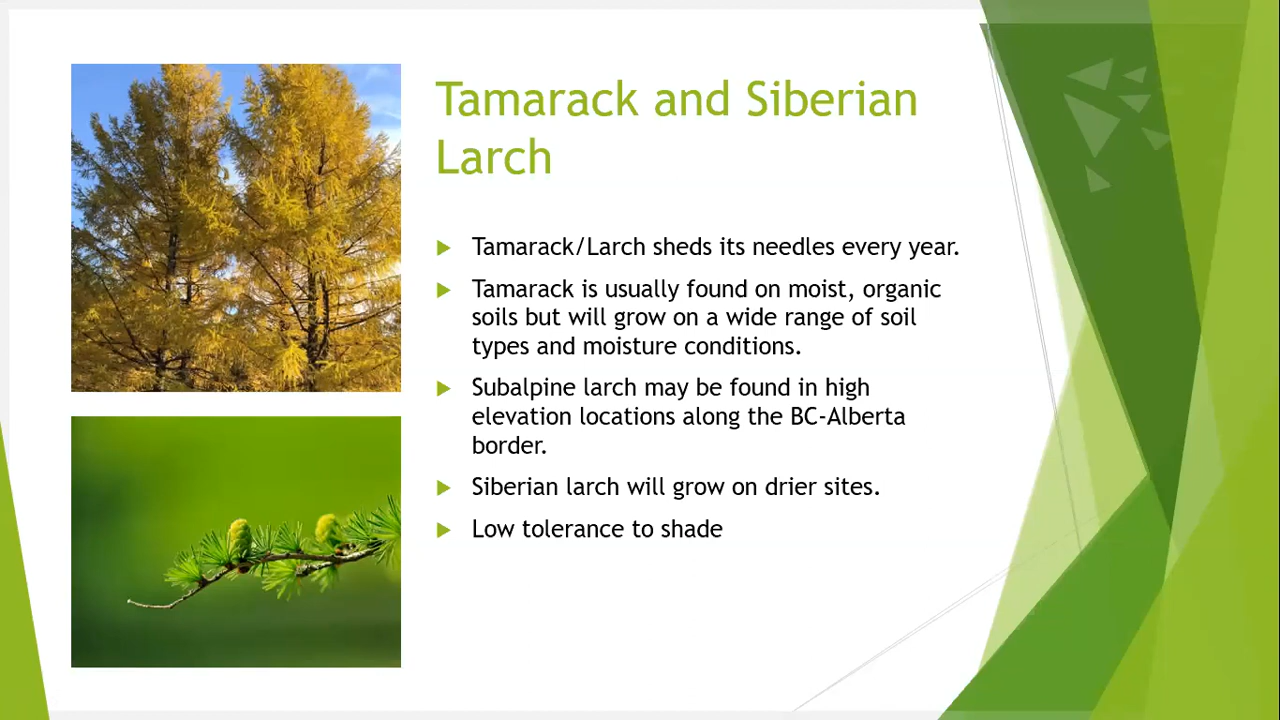 Tamarack and Siberian
Larch
Tamarack/Larch sheds its needles every year.
Tamarack is usually found on moist, organic
soils but will grow on a wide range of soil
types and moisture conditions.
Subalpine larch may be found in high
elevation locations along the BC-Alberta
border.
Siberian larch will grow on drier sites.
Low tolerance to shade